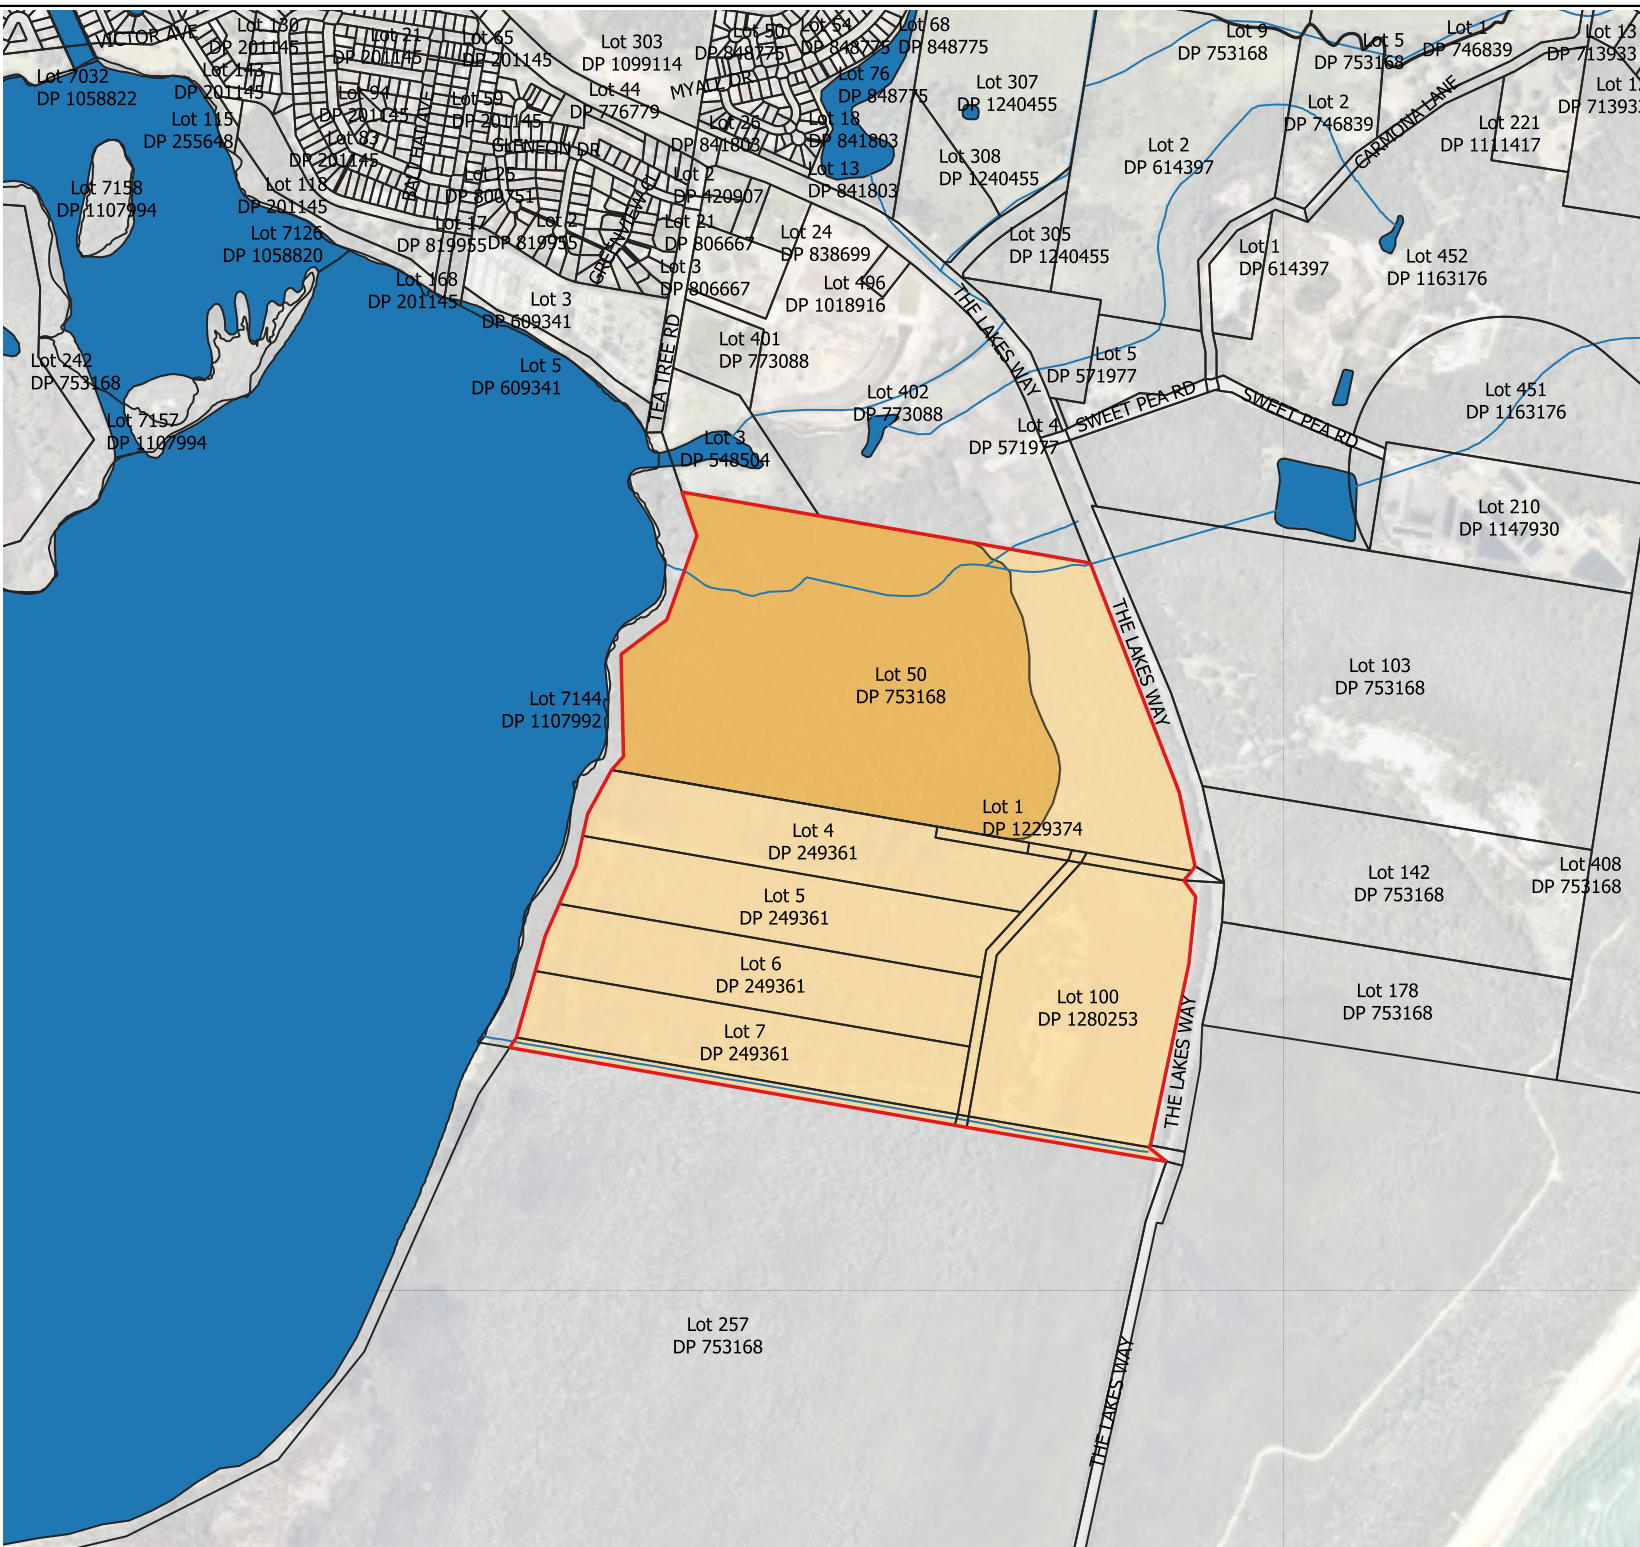 VICTOR AVE
Lot 130
DP 201145
Lot 21
DP 201145
Lot 65
DP 201145
Lot 303
DP 1099114
Lot 50
DP 848775
Lot 54
DP 848775
Lot 68
DP 848775
Lot 9
DP 753168
Lot 5
DP 753168
Lot 1
DP 746839
Lot 13
DP 713933
Lot 7032
DP 1058822
Lot 143
DP 201145
Lot 94
DP 201145
Lot 59
DP 201145
Lot 44
DP 776779
MYALL DR
Lot 76
DP 848775
Lot 307
DP 1240455
Lot 2
DP 746839
CARMONA LANE
Lot 1
DP 71393
Lot 115
DP 255648
Lot 83
DP 201145
GLENEON DR
Lot 26
DP 841803
Lot 18
DP 841803
Lot 308
DP 1240455
Lot 2
DP 614397
Lot 221
DP 1111417
Lot 7158
DP 1107994
Lot 118
DP 201145
Lot 25
DP 800751
Lot 2
DP 420907
Lot 13
DP 841803
Lot 7126
DP 1058820
Lot 17
DP 819955
Lot 2
DP 819955
GREENVIEW CL
Lot 21
DP 806667
Lot 24
DP 838699
Lot 305
DP 1240455
Lot 1
DP 614397
Lot 452
DP 1163176
Lot 168
DP 201145
Lot 3
DP 609341
Lot 3
DP 806667
Lot 496
DP 1018916
THE LAKES WAY
Lot 242
DP 753168
Lot 5
DP 609341
TEA TREE RD
Lot 401
DP 773088
Lot 402
DP 773088
Lot 5
DP 571977
SWEET PEA RD
SWEET PEA RD
Lot 451
DP 1163176
Lot 7157
DP 1107994
Lot 3
DP 548504
Lot 4
DP 571977
Lot 210
DP 1147930
THE LAKES WAY
Lot 50
DP 753168
Lot 103
DP 753168
Lot 7144
DP 1107992
Lot 1
DP 1229374
Lot 4
DP 249361
Lot 142
DP 753168
Lot 408
DP 753168
Lot 5
DP 249361
Lot 6
DP 249361
Lot 100
DP 1280253
Lot 178
DP 753168
Lot 7
DP 249361
THE LAKES WAY
Lot 257
DP 753168
THE LAKES WAY